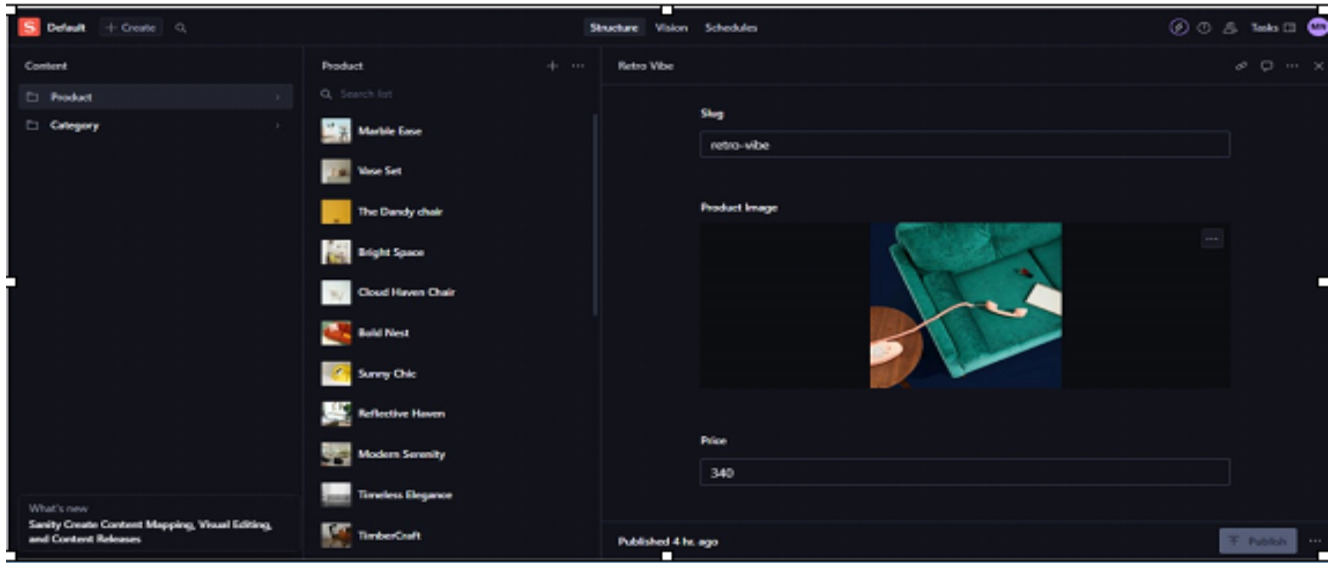 S Default + Create
Structure Vision Schedules
Tasks
MN
Content
Product
Category
What's new
Sanity Create Content Mapping, Visual Editing,
and Content Releases
Product
Search list
Marble Ease
Vase Set
The Dandy chair
Bright Space
Cloud Haven Chair
Bold Nest
Sunny Chic
Reflective Haven
Modern Serenity
Timeless Elegance
TimberCraft
Retro Vibe
Slug
retro-vibe
Product Image
Price
340
Published 4 hr. ago
Publish